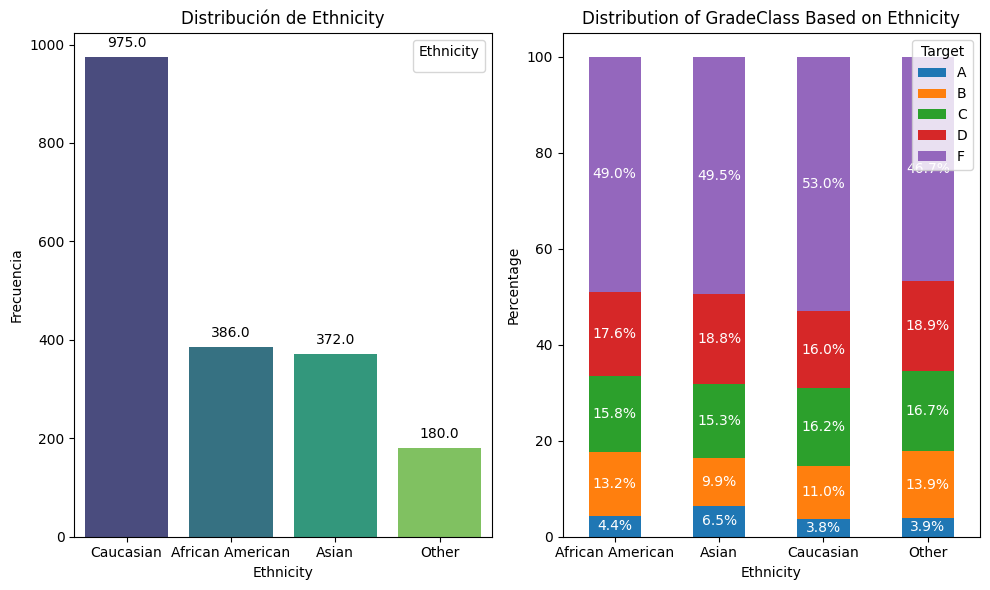 Distribución de Ethnicity
Frecuencia
1000
800
600
400
200
0
975.0
386.0
372.0
180.0
Ethnicity
Caucasian
African American
Asian
Other
Ethnicity
Distribution of GradeClass Based on Ethnicity
Percentage
100
80
60
40
20
0
Target
A
B
C
D
F
49.0%
49.5%
53.0%
46.7%
17.6%
18.8%
16.0%
18.9%
15.8%
15.3%
16.2%
16.7%
13.2%
9.9%
11.0%
13.9%
4.4%
6.5%
3.8%
3.9%
African American
Asian
Caucasian
Other
Ethnicity